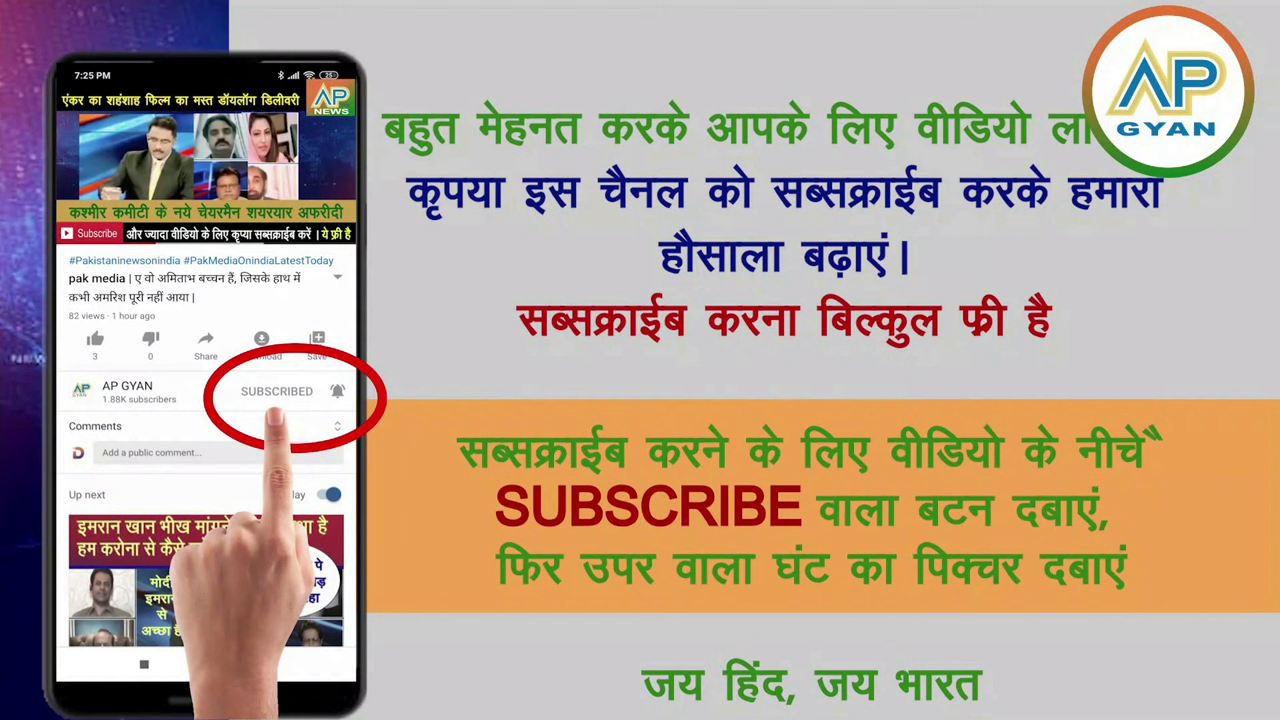 7:25 PM
25
एंकर का शहंशाह फिल्म का मस्त डॉयलॉग डिलीवरी
AP
NEWS
कश्मीर कमीटी के नये चेयरमैन शयरयार अफरीदी
Subscribe और ज्यादा वीडियो के लिए कृप्या सब्सक्राईब करें । ये फ्री है
#Pakistaninewsonindia #PakMediaOnindiaLatestToday
pak media | ए वो अमिताभ बच्चन हैं, जिसके हाथ में
कभी अमरिश पूरी नहीं आया |
82 views · 1 hour ago
3 0 Share Save
AP GYAN
1.88K subscribers
SUBSCRIBED
Comments
Add a public comment...
Up next
इमरान खान भीख है
हम करोना से
मोदी
से
अच्छा
AP
GYAN
बहुत मेहनत करके आपके लिए वीडियो
कृपया इस चैनल को सब्सक्राईब करके हमारा
हौसाला बढ़ाएं।
सब्सक्राईब करना बिल्कुल फ्री है
सब्सक्राईब करने के लिए वीडियो के नीचे"
SUBSCRIBE वाला बटन दबाएं,
फिर उपर वाला घंट का पिक्चर दबाएं
जय हिंद, जय भारत